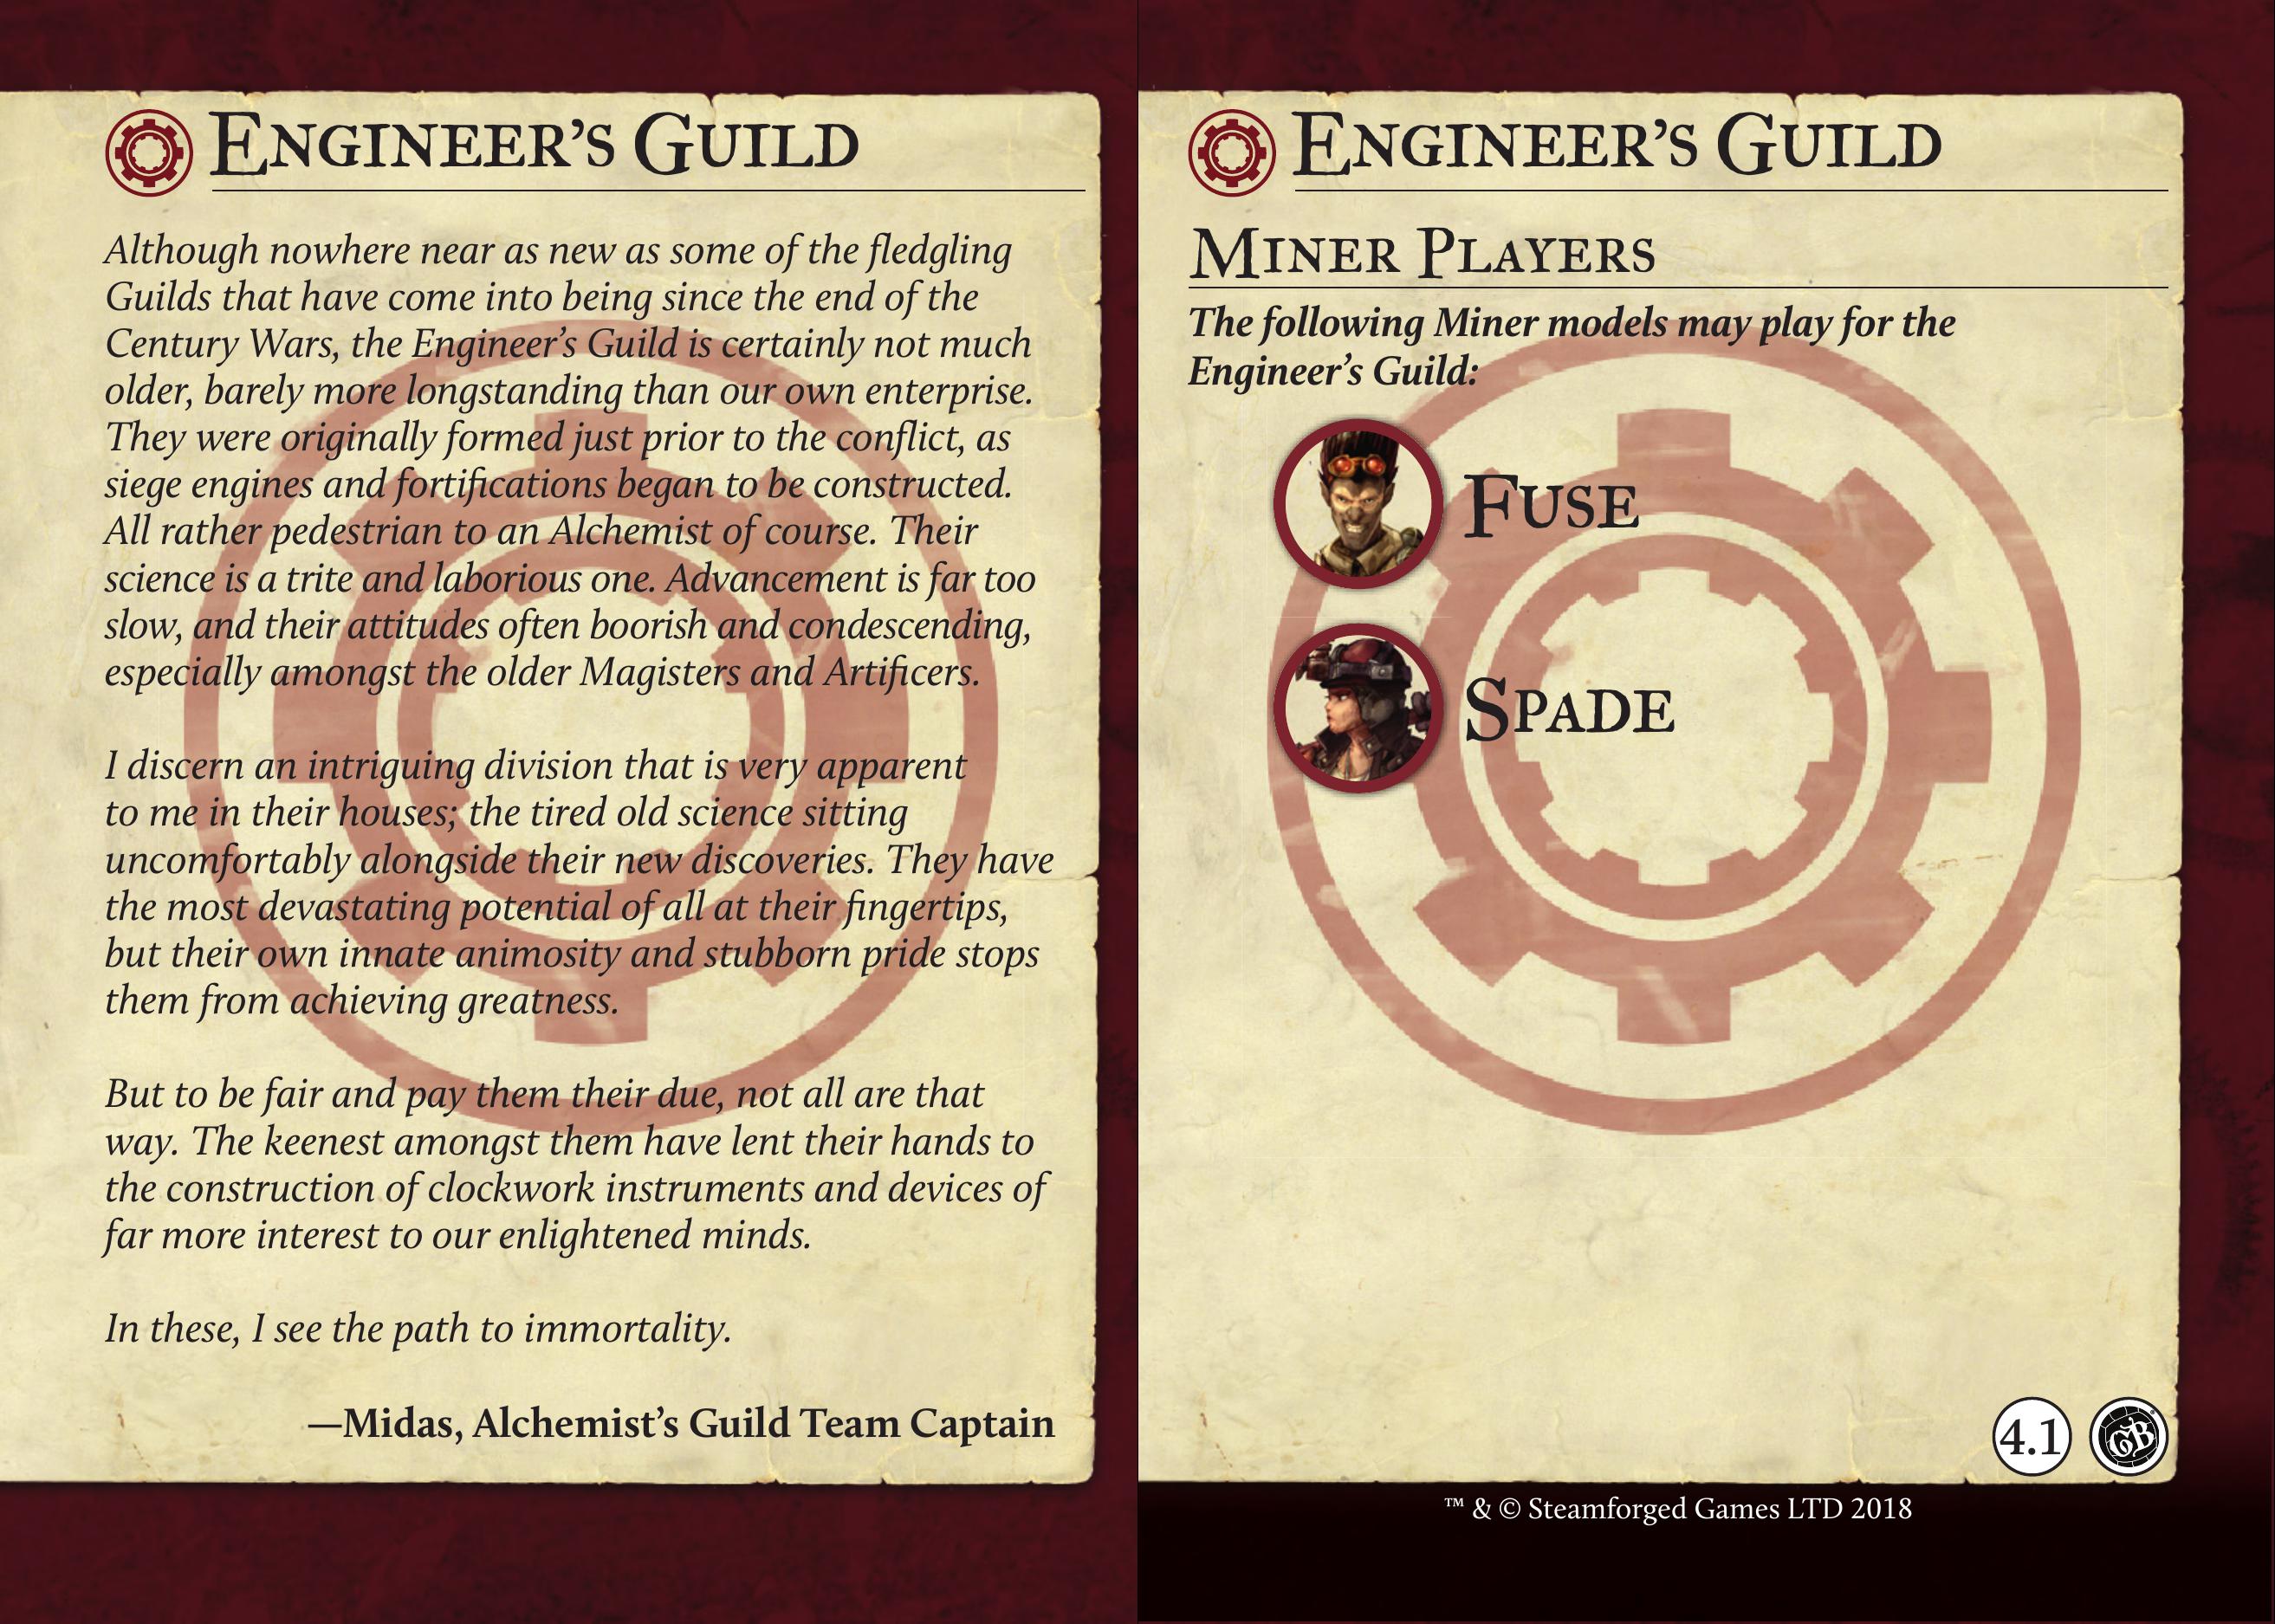 Engineer's Guild
Although nowhere near as new as some of the fledgling
Guilds that have come into being since the end of the
Century Wars, the Engineer's Guild is certainly not much
older, barely more longstanding than our own enterprise.
They were originally formed just prior to the conflict, as
siege engines and fortifications began to be constructed.
All rather pedestrian to an Alchemist of course. Their
science is a trite and laborious one. Advancement is far too
slow, and their attitudes often boorish and condescending,
especially amongst the older Magisters and Artificers.
I discern an intriguing division that is very apparent
to me in their houses; the tired old science sitting
uncomfortably alongside their new discoveries. They have
the most devastating potential of all at their fingertips,
but their own innate animosity and stubborn pride stops
them from achieving greatness.
But to be fair and pay them their due, not all are that
way. The keenest amongst them have lent their hands to
the construction of clockwork instruments and devices of
far more interest to our enlightened minds.
In these, I see the path to immortality.
—Midas, Alchemist's Guild Team Captain
Engineer's Guild
Miner Players
The following Miner models may play for the
Engineer's Guild:
Fuse
Spade
4.1
GB
™ & © Steamforged Games LTD 2018